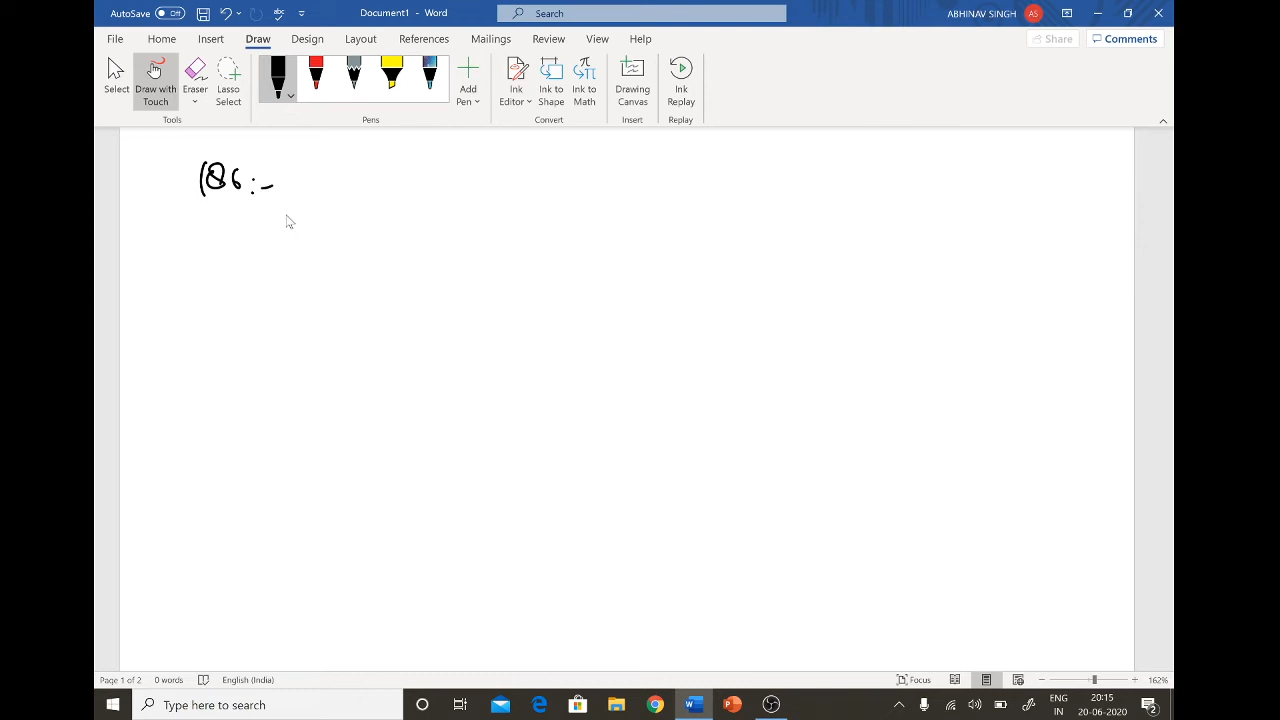 AutoSave Off Document1 - Word Search ABHINAV SINGH AS
File Home Insert Draw Design Layout References Mailings Review View Help Share Comments
Select Draw with Touch Eraser Lasso Select Add Pen Ink Editor Ink to Shape Ink to Math Drawing Canvas Ink Replay
Tools Pens Convert Insert Replay
(Q6 :-
Page 1 of 2 0 words English (India) Focus 162%
Type here to search ENG IN 20:15 20-06-2020 2